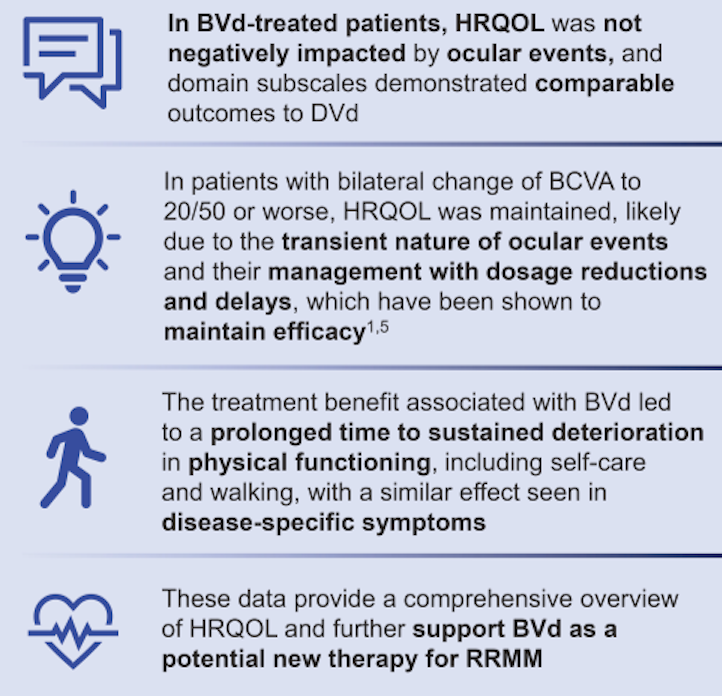 In BVd-treated patients, HRQOL was not
negatively impacted by ocular events, and
domain subscales demonstrated comparable
outcomes to DVd
In patients with bilateral change of BCVA to
20/50 or worse, HRQOL was maintained, likely
due to the transient nature of ocular events
and their management with dosage reductions
and delays, which have been shown to
maintain efficacy1,5
The treatment benefit associated with BVd led
to a prolonged time to sustained deterioration
in physical functioning, including self-care
and walking, with a similar effect seen in
disease-specific symptoms
These data provide a comprehensive overview
of HRQOL and further support BVd as a
potential new therapy for RRMM